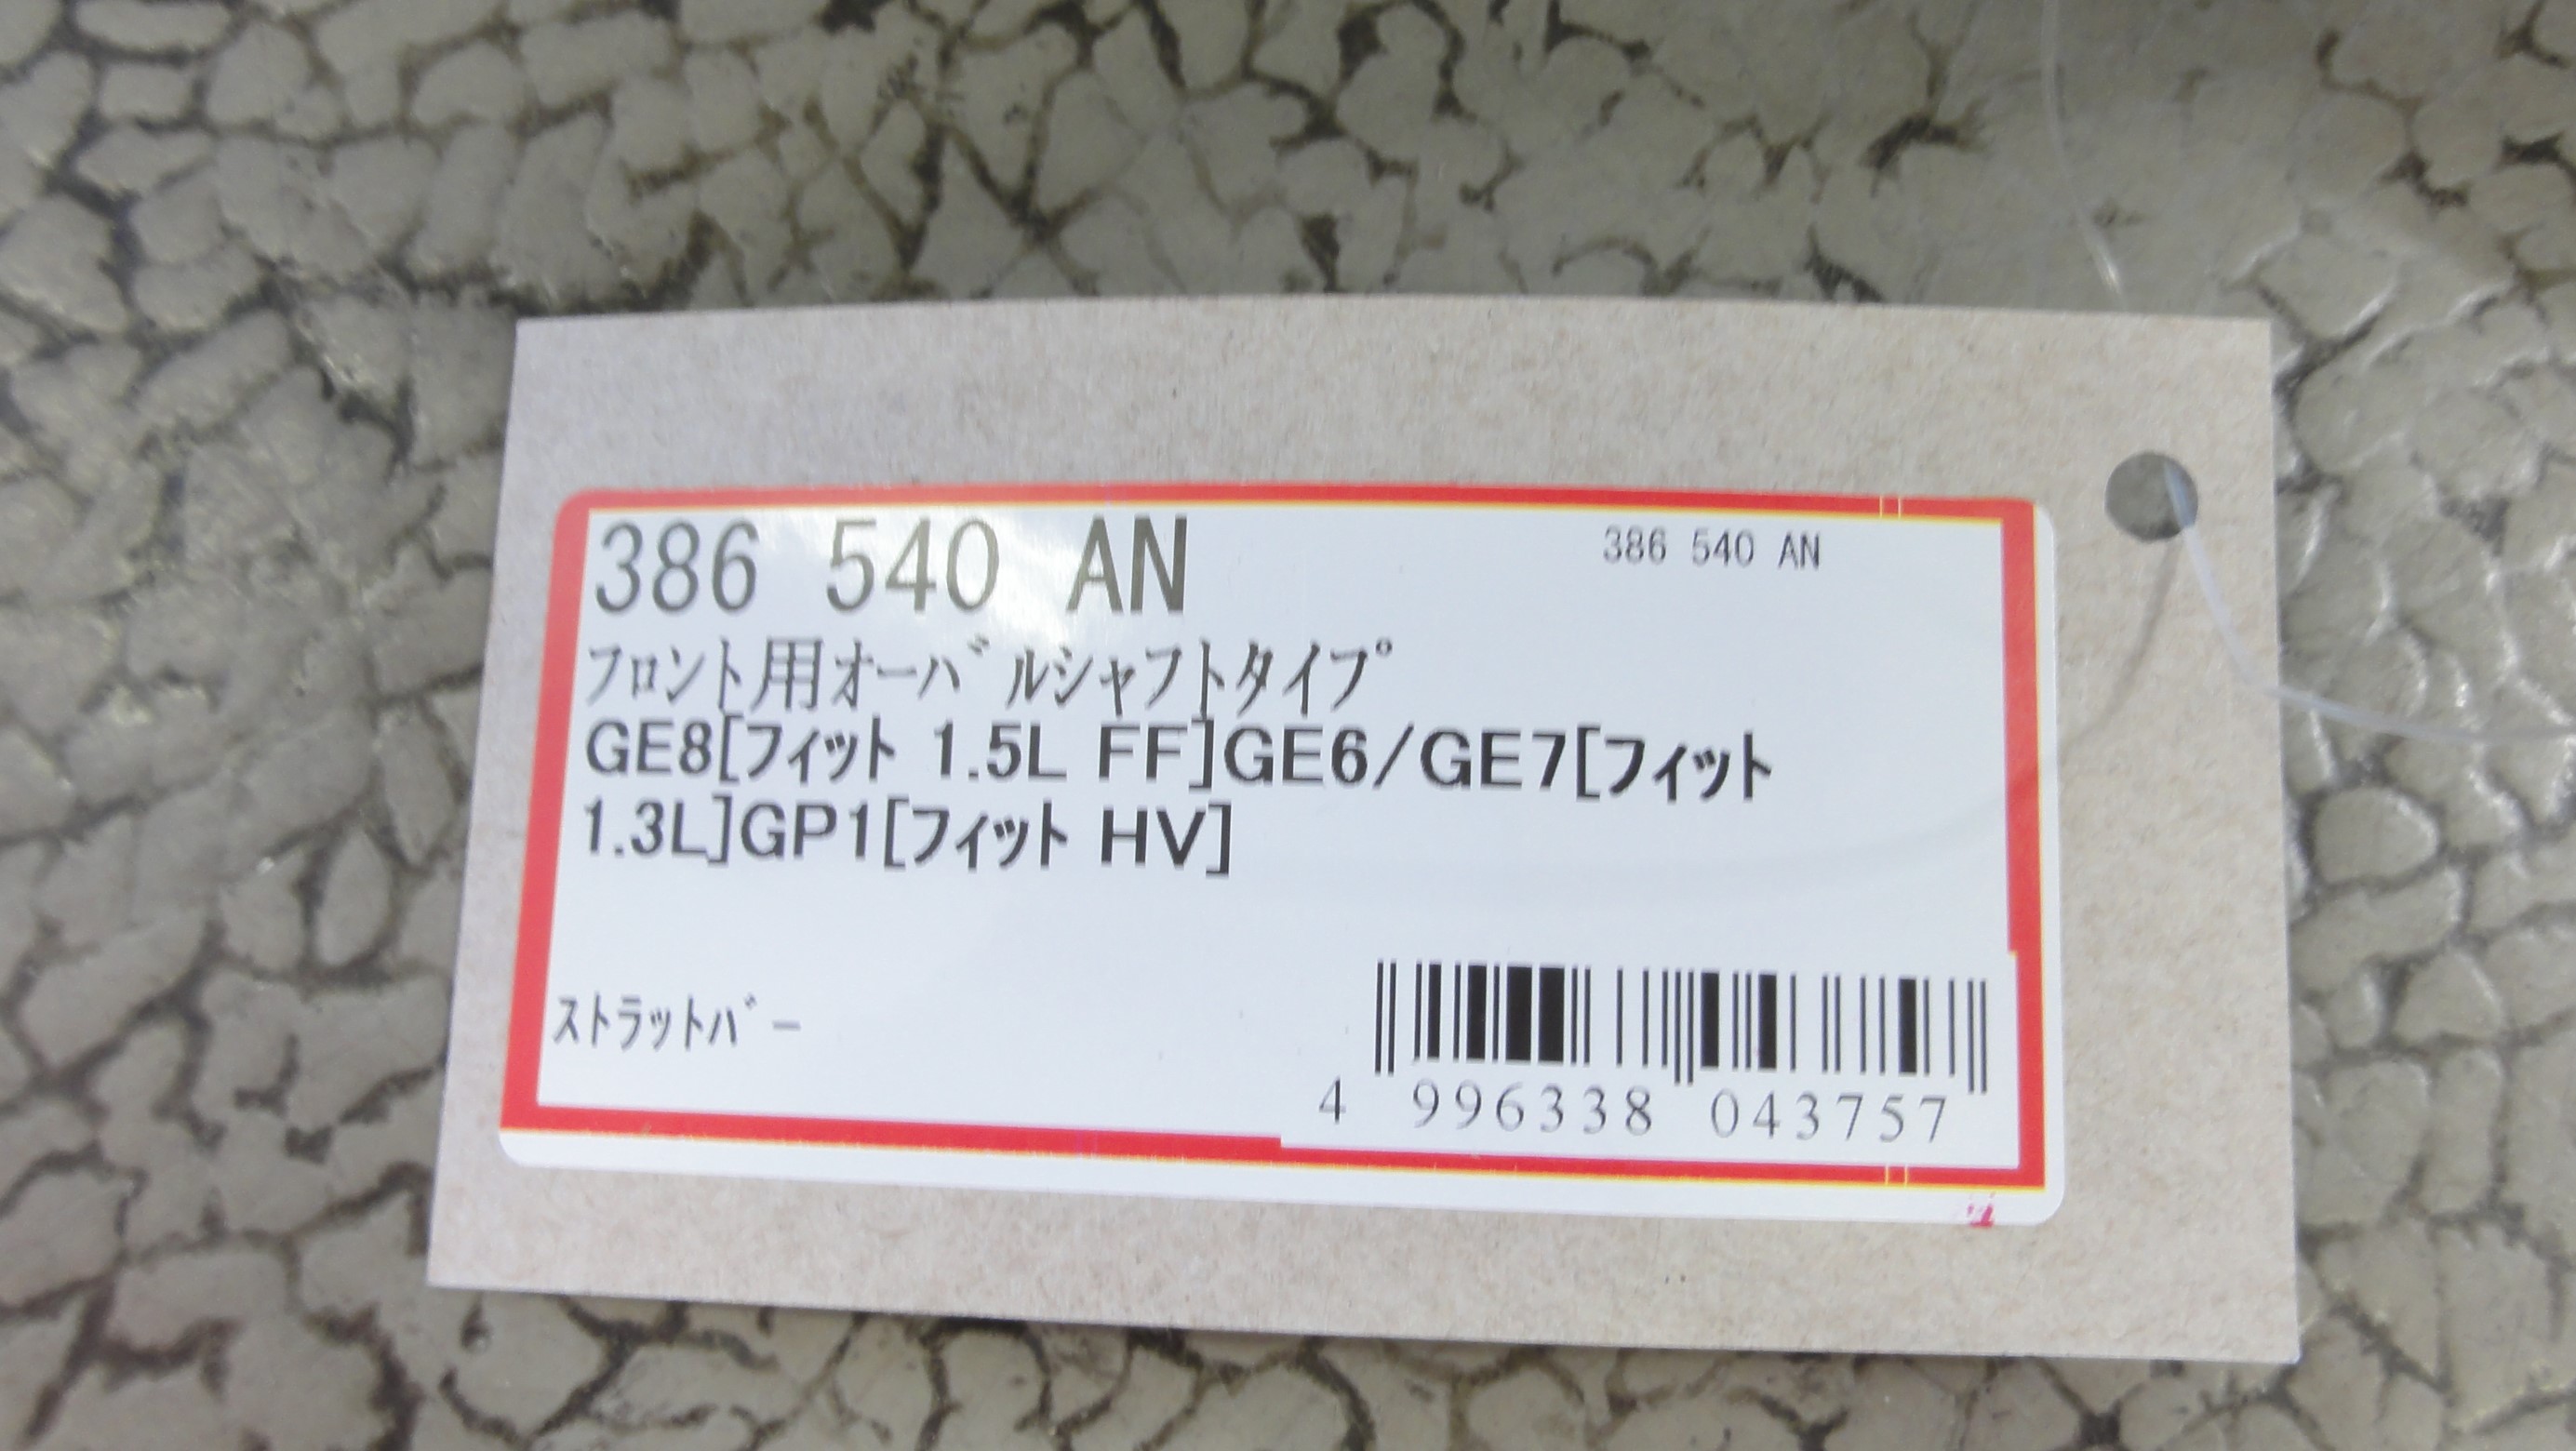 386 540 AN
386 540 AN
フロント用オーバルシャフトタイプ
GE8[フィット 1.5L FF]GE6/GE7[フィット
1.3L]GP1[フィット HV]
ストラットバー
4 996338 043757